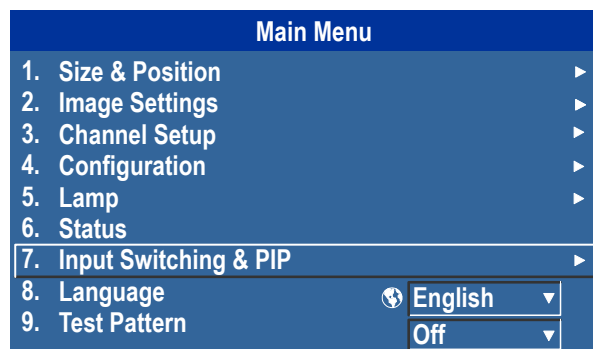 Main Menu
1. Size & Position
2. Image Settings
3. Channel Setup
4. Configuration
5. Lamp
6. Status
7. Input Switching & PIP
8. Language English
9. Test Pattern Off